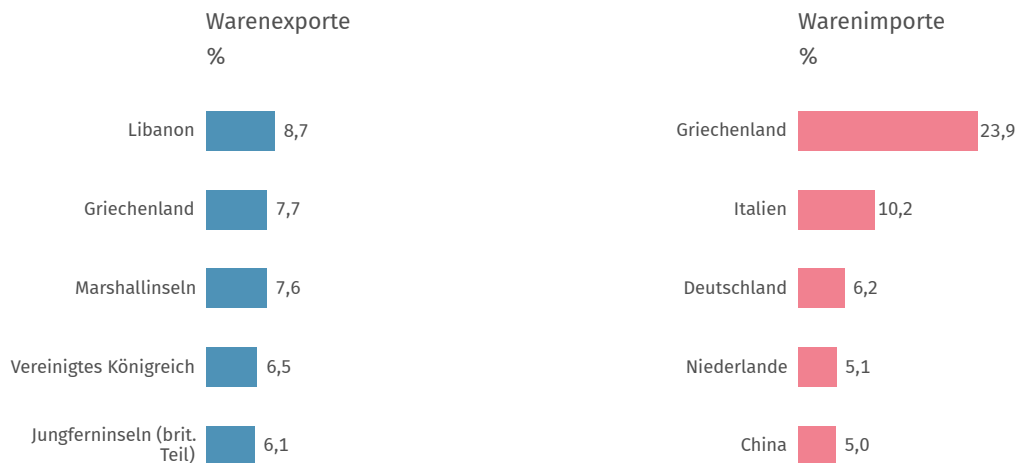 Warenexporte
%
Libanon 8,7
Griechenland 7,7
Marshallinseln 7,6
Vereinigtes Königreich 6,5
Jungferninseln (brit.
Teil) 6,1
Warenimporte
%
Griechenland 23,9
Italien 10,2
Deutschland 6,2
Niederlande 5,1
China 5,0